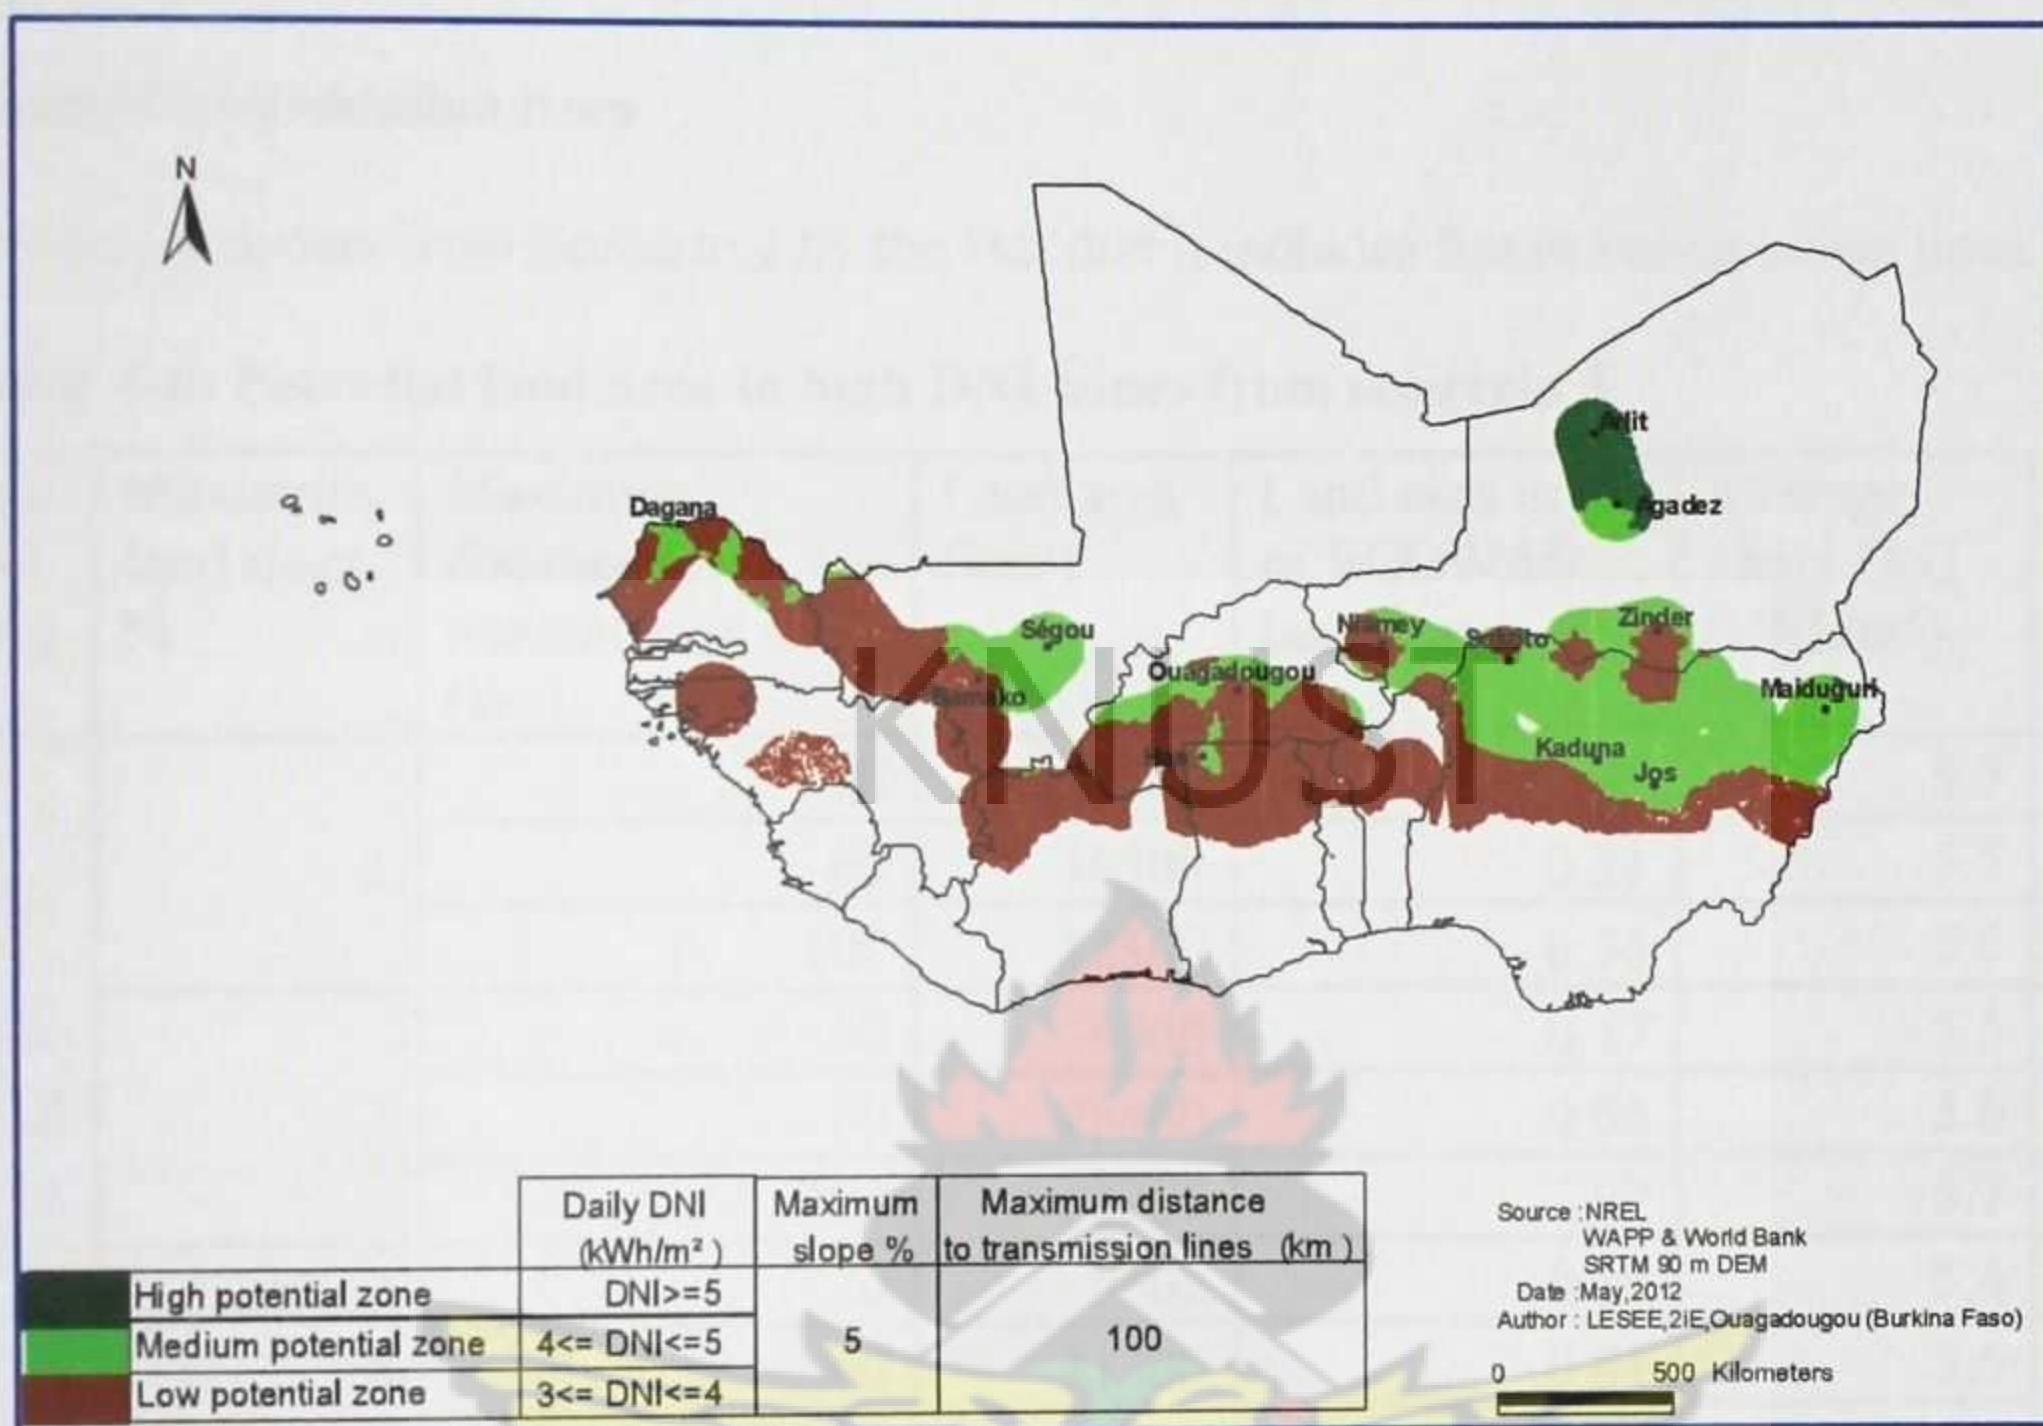 N
Arlit
Agadez
Dagana
Ségou
Niamey
Sokoto
Zinder
Ouagadougou
Bamako
Maiduguri
Kaduna
Jos
KNUST
Daily DNI
(kWh/m²)
Maximum
slope %
Maximum distance
to transmission lines (km)
High potential zone
DNI>=5
Medium potential zone
4<= DNI<=5
5
100
Low potential zone
3<= DNI<=4
Source :NREL
WAPP & World Bank
SRTM 90 m DEM
Date :May,2012
Author : LESEE,2IE,Ouagadougou (Burkina Faso)
0 500 Kilometers